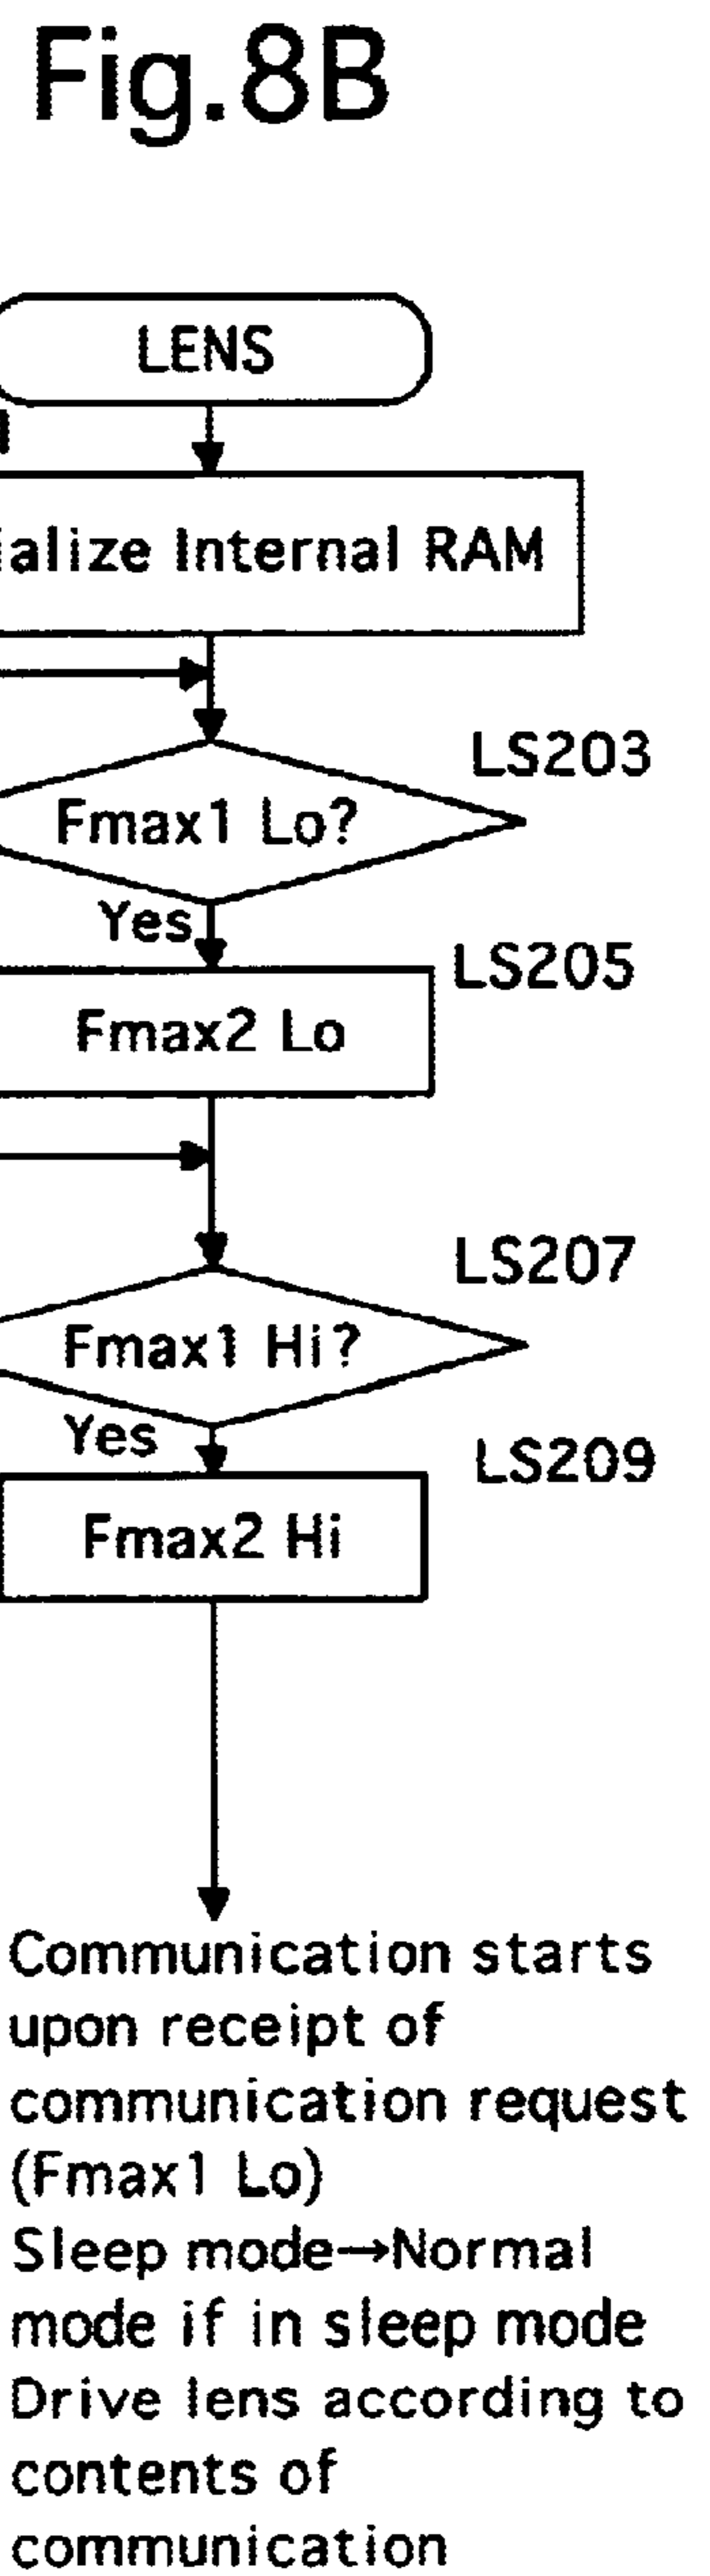 Fig.8B
LENS
ialize Internal RAM
LS203
Fmax1 Lo?
Yes
LS205
Fmax2 Lo
LS207
Fmax1 Hi?
Yes
LS209
Fmax2 Hi
Communication starts
upon receipt of
communication request
(Fmax1 Lo)
Sleep mode→Normal
mode if in sleep mode
Drive lens according to
contents of
communication